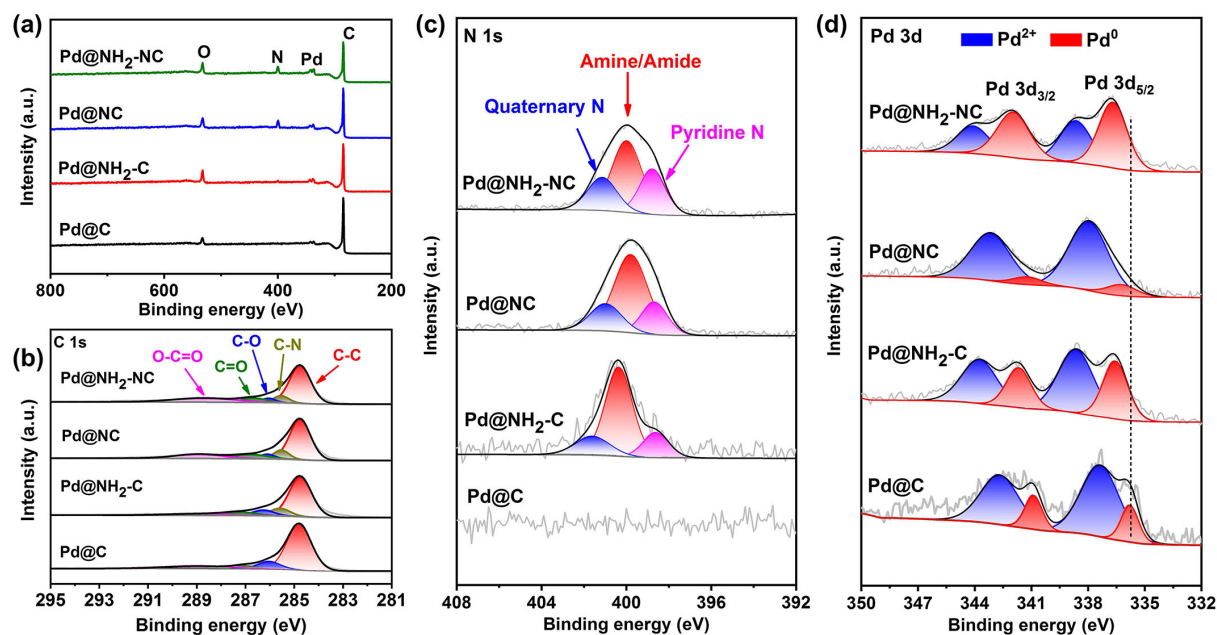 (a)
C
Pd@NH₂-NC
O
N
Pd
Pd@NC
Pd@NH₂-C
Pd@C
Intensity (a.u.)
800 600 400 200
Binding energy (eV)
(b)
C 1s
O-C=O
C=O
C-O
C-N
C-C
Pd@NH₂-NC
Pd@NC
Pd@NH₂-C
Pd@C
Intensity (a.u.)
295 293 291 289 287 285 283 281
Binding energy (eV)
(c)
N 1s
Amine/Amide
Quaternary N
Pyridine N
Pd@NH₂-NC
Pd@NC
Pd@NH₂-C
Pd@C
Intensity (a.u.)
408 404 400 396 392
Binding energy (eV)
(d)
Pd 3d
Pd²⁺
Pd⁰
Pd 3d₃/₂
Pd 3d₅/₂
Pd@NH₂-NC
Pd@NC
Pd@NH₂-C
Pd@C
Intensity (a.u.)
350 347 344 341 338 335 332
Binding energy (eV)